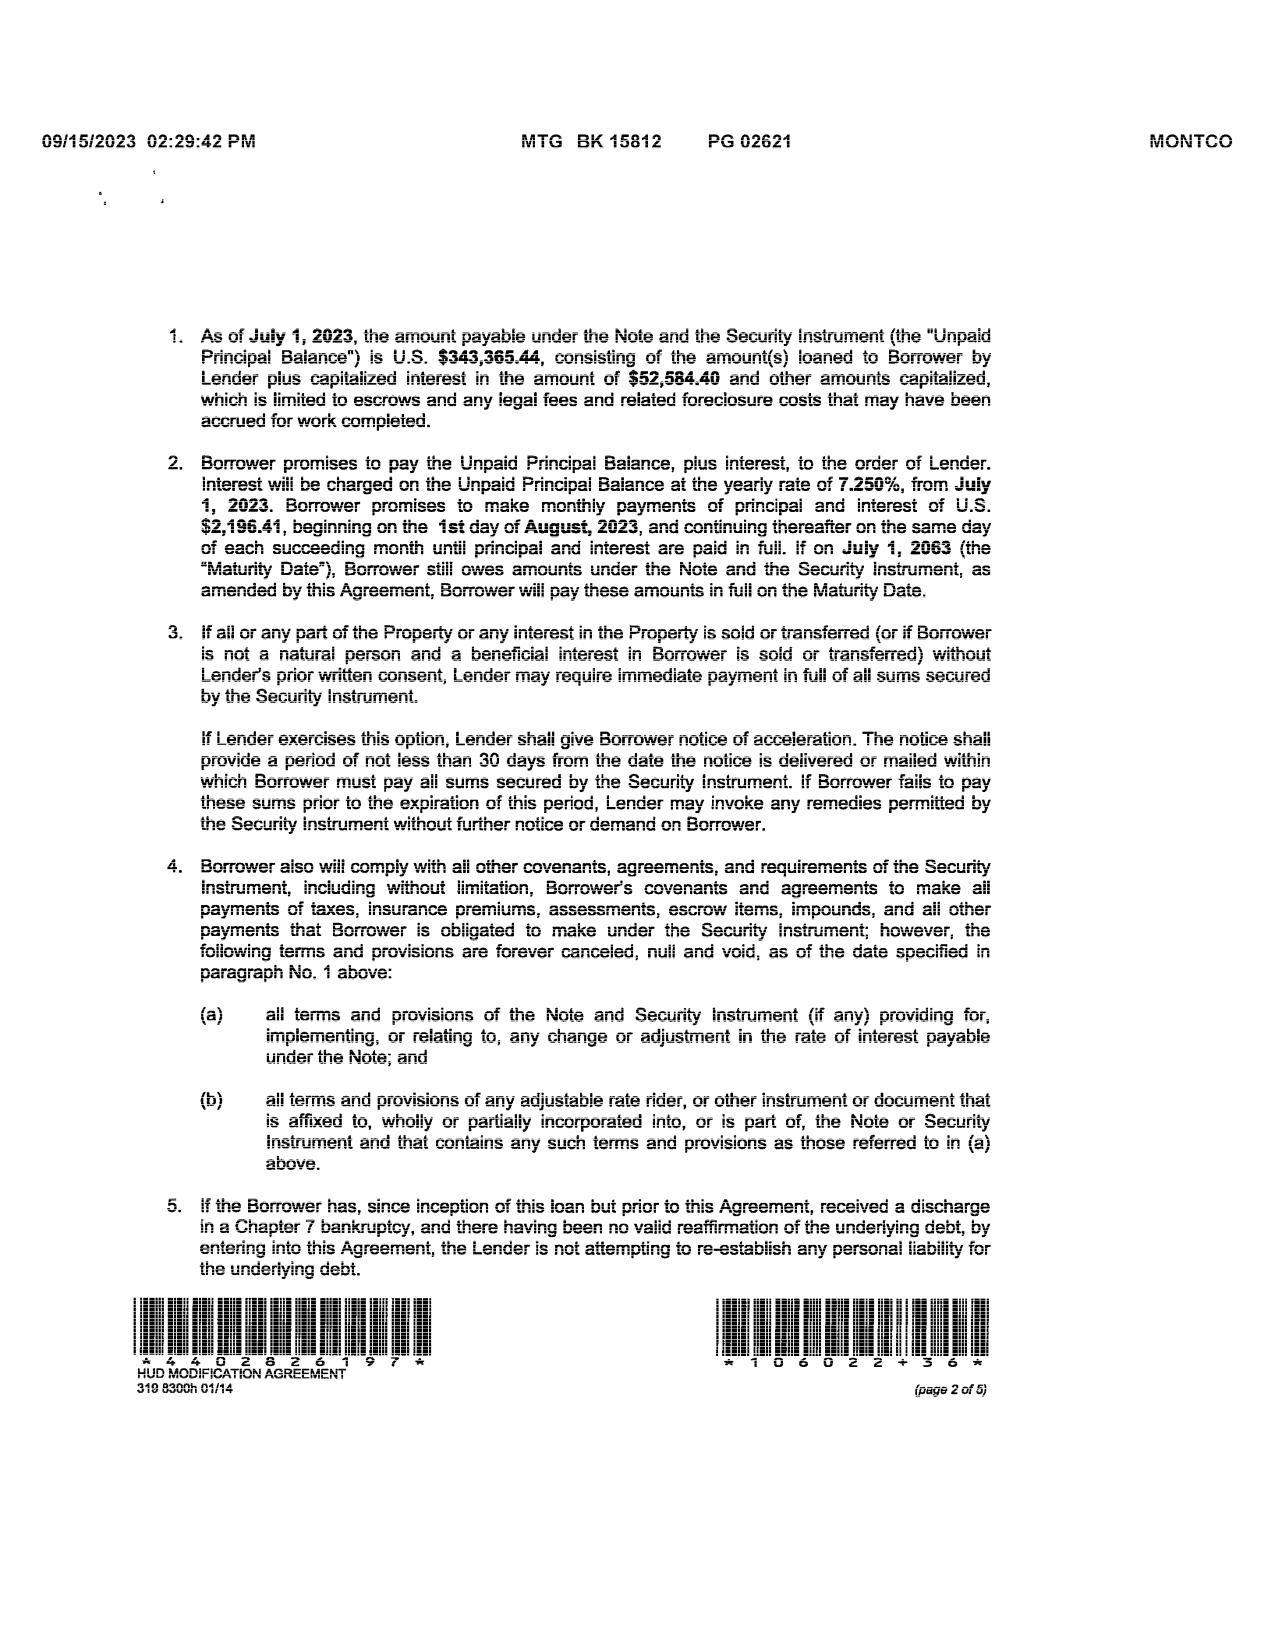 09/15/2023 02:29:42 PM MTG BK 15812 PG 02621 MONTCO
1. As of July 1, 2023, the amount payable under the Note and the Security Instrument (the "Unpaid
Principal Balance") is U.S. $343,365.44, consisting of the amount(s) loaned to Borrower by
Lender plus capitalized interest in the amount of $52,584.40 and other amounts capitalized,
which is limited to escrows and any legal fees and related foreclosure costs that may have been
accrued for work completed.
2. Borrower promises to pay the Unpaid Principal Balance, plus interest, to the order of Lender.
Interest will be charged on the Unpaid Principal Balance at the yearly rate of 7.250%, from July
1, 2023. Borrower promises to make monthly payments of principal and interest of U.S.
$2,196.41, beginning on the 1st day of August, 2023, and continuing thereafter on the same day
of each succeeding month until principal and interest are paid in full. If on July 1, 2063 (the
"Maturity Date"), Borrower still owes amounts under the Note and the Security Instrument, as
amended by this Agreement, Borrower will pay these amounts in full on the Maturity Date.
3. If all or any part of the Property or any interest in the Property is sold or transferred (or if Borrower
is not a natural person and a beneficial interest in Borrower is sold or transferred) without
Lender's prior written consent, Lender may require immediate payment in full of all sums secured
by the Security Instrument.
If Lender exercises this option, Lender shall give Borrower notice of acceleration. The notice shall
provide a period of not less than 30 days from the date the notice is delivered or mailed within
which Borrower must pay all sums secured by the Security Instrument. If Borrower fails to pay
these sums prior to the expiration of this period, Lender may invoke any remedies permitted by
the Security Instrument without further notice or demand on Borrower.
4. Borrower also will comply with all other covenants, agreements, and requirements of the Security
Instrument, including without limitation, Borrower's covenants and agreements to make all
payments of taxes, insurance premiums, assessments, escrow items, impounds, and all other
payments that Borrower is obligated to make under the Security Instrument; however, the
following terms and provisions are forever canceled, null and void, as of the date specified in
paragraph No. 1 above:
(a) all terms and provisions of the Note and Security Instrument (if any) providing for,
implementing, or relating to, any change or adjustment in the rate of interest payable
under the Note; and
(b) all terms and provisions of any adjustable rate rider, or other instrument or document that
is affixed to, wholly or partially incorporated into, or is part of, the Note or Security
Instrument and that contains any such terms and provisions as those referred to in (a)
above.
5. If the Borrower has, since inception of this loan but prior to this Agreement, received a discharge
in a Chapter 7 bankruptcy, and there having been no valid reaffirmation of the underlying debt, by
entering into this Agreement, the Lender is not attempting to re-establish any personal liability for
the underlying debt.
* 4 4 0 2 8 2 6 1 9 7 * * 1 0 6 0 2 2 + 3 6 *
HUD MODIFICATION AGREEMENT
319 8300h 01/14 (page 2 of 5)